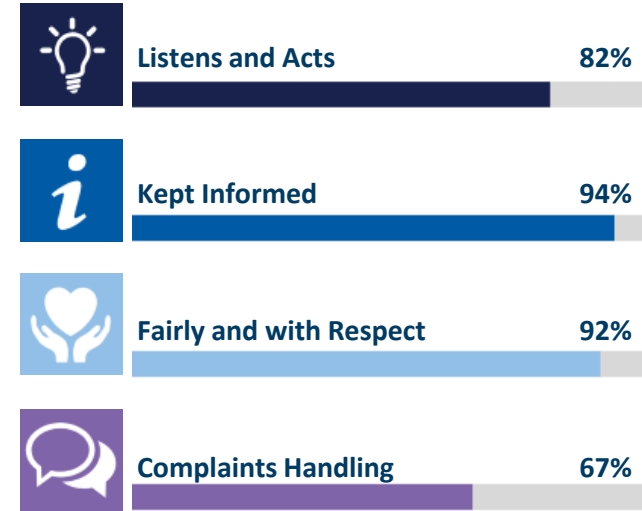 Listens and Acts 82%
Kept Informed 94%
Fairly and with Respect 92%
Complaints Handling 67%